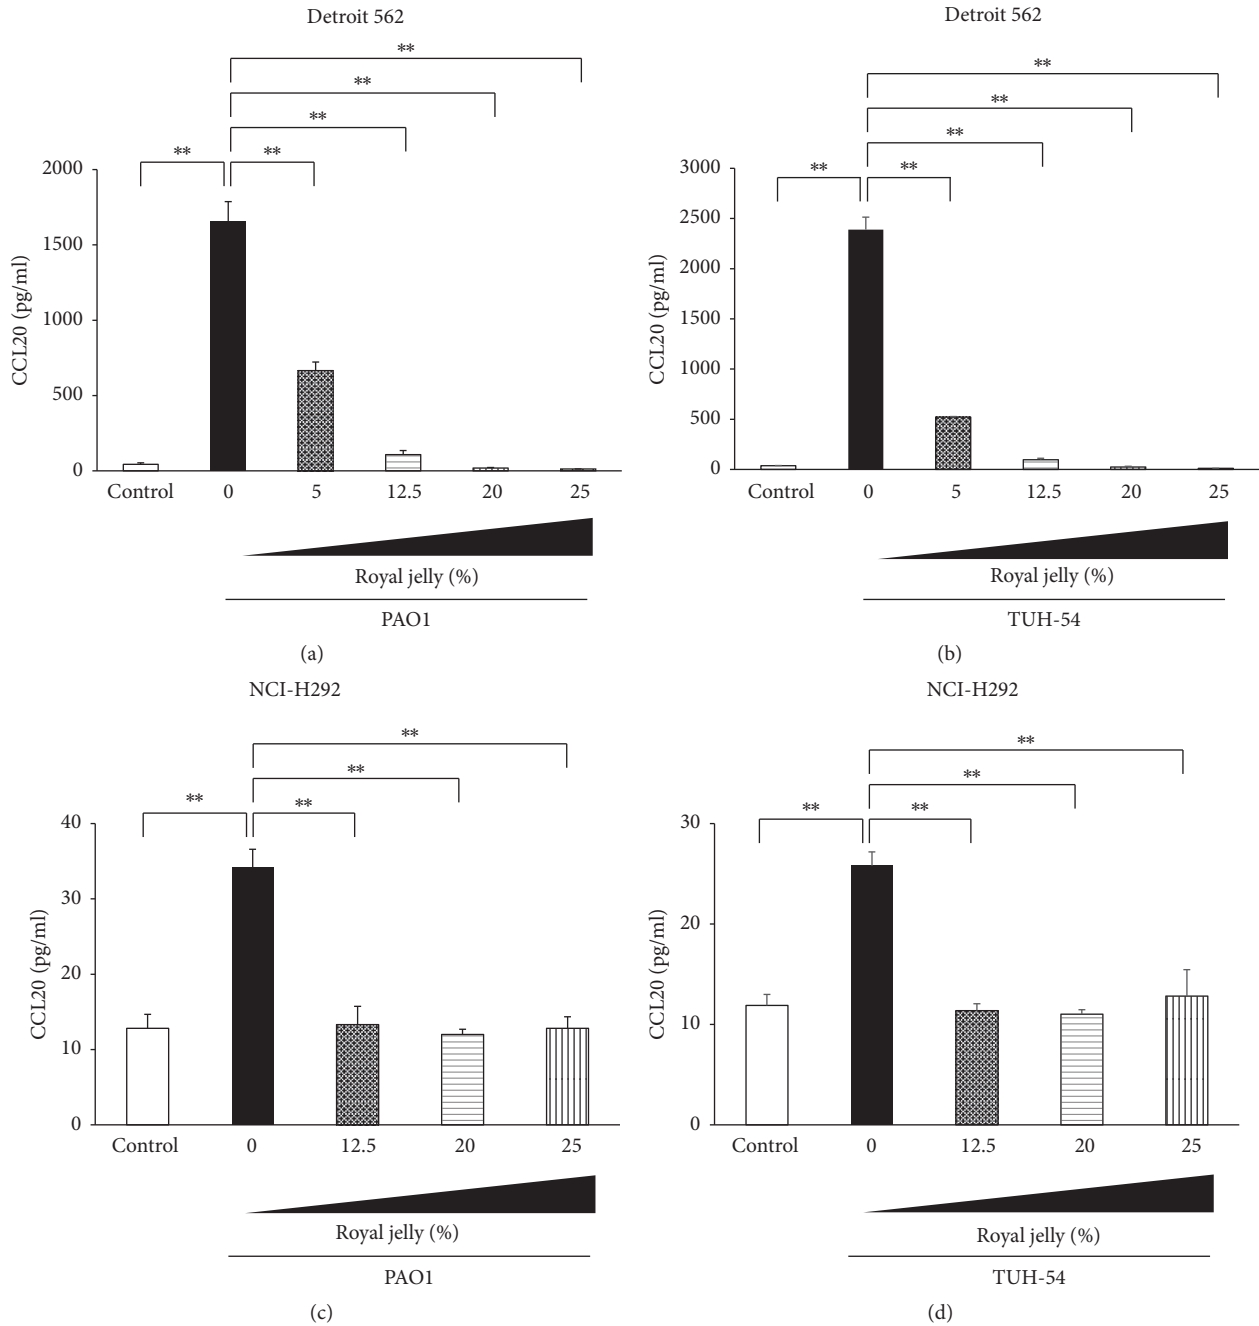 Detroit 562
**
**
**
** **
2000
1500
1000
500
0
CCL20 (pg/ml)
Control 0 5 12.5 20 25
Royal jelly (%)
PAO1
(a)
Detroit 562
**
**
**
** **
3000
2500
2000
1500
1000
500
0
CCL20 (pg/ml)
Control 0 5 12.5 20 25
Royal jelly (%)
TUH-54
(b)
NCI-H292
**
**
** **
40
30
20
10
0
CCL20 (pg/ml)
Control 0 12.5 20 25
Royal jelly (%)
PAO1
(c)
NCI-H292
**
**
** **
30
20
10
0
CCL20 (pg/ml)
Control 0 12.5 20 25
Royal jelly (%)
TUH-54
(d)